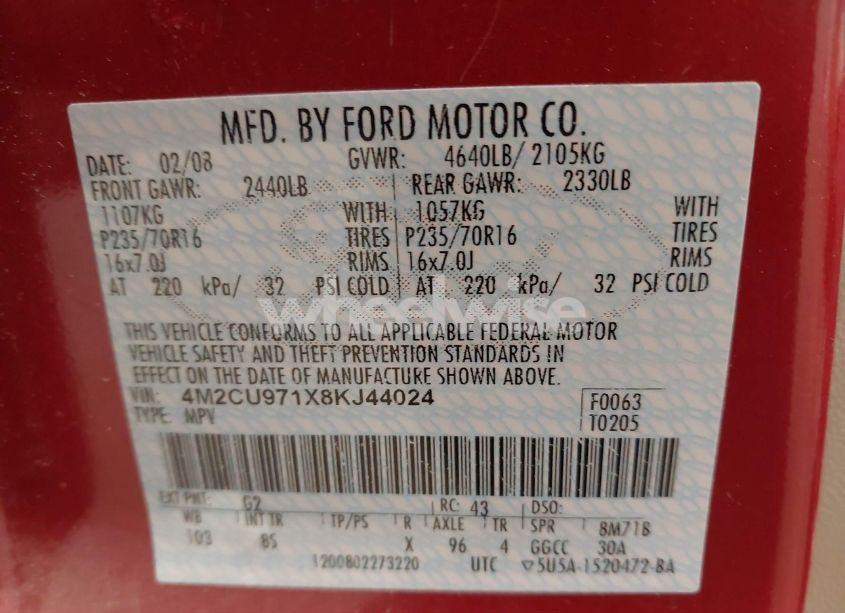 MFD. BY FORD MOTOR CO.
DATE: 02/08 GVWR: 4640LB/ 2105KG
FRONT GAWR: 2440LB REAR GAWR: 2330LB
1107KG WITH 1057KG WITH
P235/70R16 TIRES P235/70R16 TIRES
16x7.0J RIMS 16x7.0J RIMS
AT 220 kPa/ 32 PSI COLD AT 220 kPa/ 32 PSI COLD
wheelwise
THIS VEHICLE CONFORMS TO ALL APPLICABLE FEDERAL MOTOR
VEHICLE SAFETY AND THEFT PREVENTION STANDARDS IN
EFFECT ON THE DATE OF MANUFACTURE SHOWN ABOVE.
VIN: 4M2CU971X8KJ44024 F0063
TYPE: MPV T0205
EXT PNT: G2 RC: 43 DSO:
WB INT TR TP/PS R AXLE TR SPR 8M71B
103 85 X 96 4 GGCC 30A
1200802273220 UTC ▽5U5A-1520472-BA